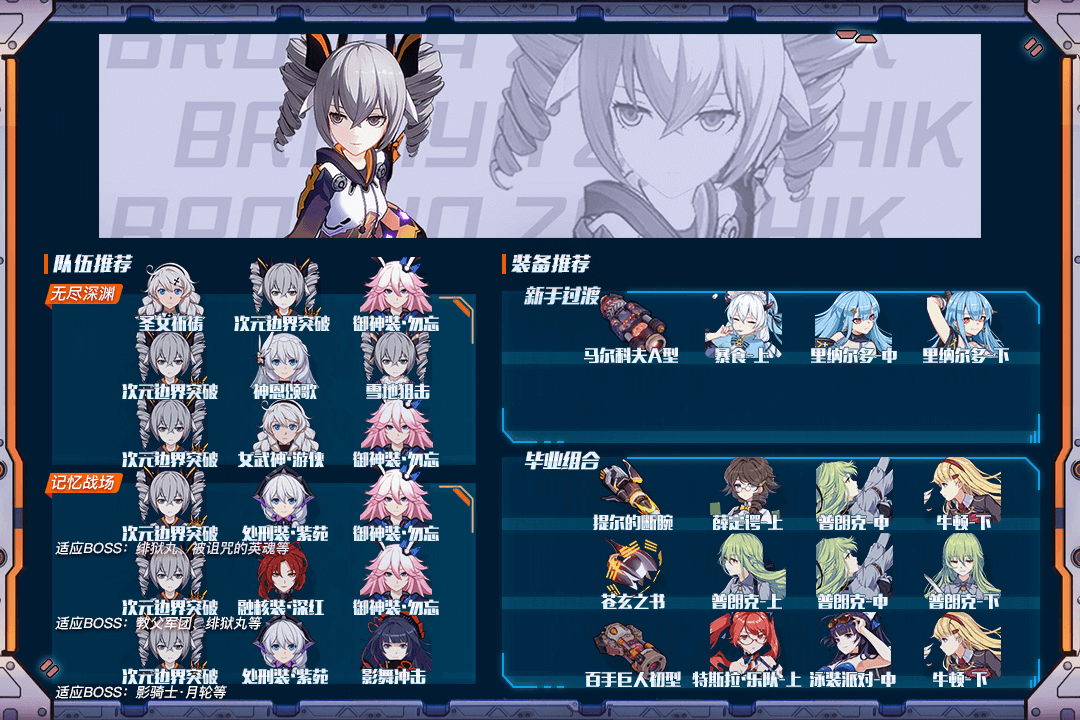 BRONYA
BRONYA ZAYCHIK
BRONYA ZAYCHIK
队伍推荐
无尽深渊
圣女祈祷 次元边界突破 御神装·勿忘
次元边界突破 神恩颂歌 雪地狙击
次元边界突破 女武神·游侠 御神装·勿忘
记忆战场
次元边界突破 处刑装·紫苑 御神装·勿忘
适应BOSS：绯狱丸、被诅咒的英魂等
次元边界突破 融核装·深红 御神装·勿忘
适应BOSS：教父军团、绯狱丸等
次元边界突破 处刑装·紫苑 影舞冲击
适应BOSS：影骑士·月轮等
装备推荐
新手过渡
马尔科夫A型 暴食-上 里纳尔多-中 里纳尔多-下
毕业组合
提尔的断腕 薛定谔-上 普朗克-中 牛顿-下
苍玄之书 普朗克-上 普朗克-中 普朗克-下
百手巨人初型 特斯拉·乐队-上 泳装派对-中 牛顿-下